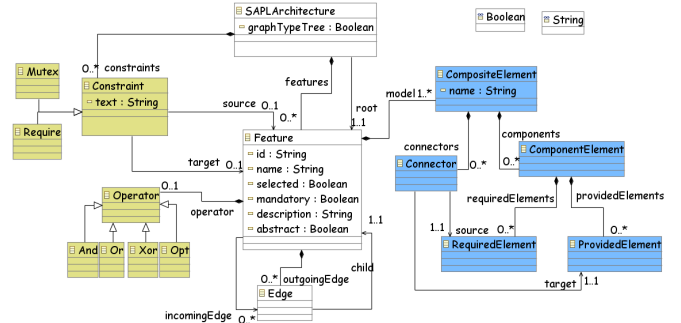 SAPLArchitecture
graphTypeTree : Boolean
Boolean
String
0..* constraints
Mutex
Constraint
text : String
Require
features
0..*
root
1..1
source 0..1
target 0..1
model 1..*
CompositeElement
name : String
connectors
0..*
components
0..*
Connector
ComponentElement
Feature
id : String
name : String
selected : Boolean
mandatory : Boolean
description : String
abstract : Boolean
Operator
0..1
operator
And
Or
Xor
Opt
requiredElements
0..*
providedElements
0..*
1..1
source
RequiredElement
ProvidedElement
target
1..1
1..1
child
0..*
outgoingEdge
Edge
incomingEdge
0..*